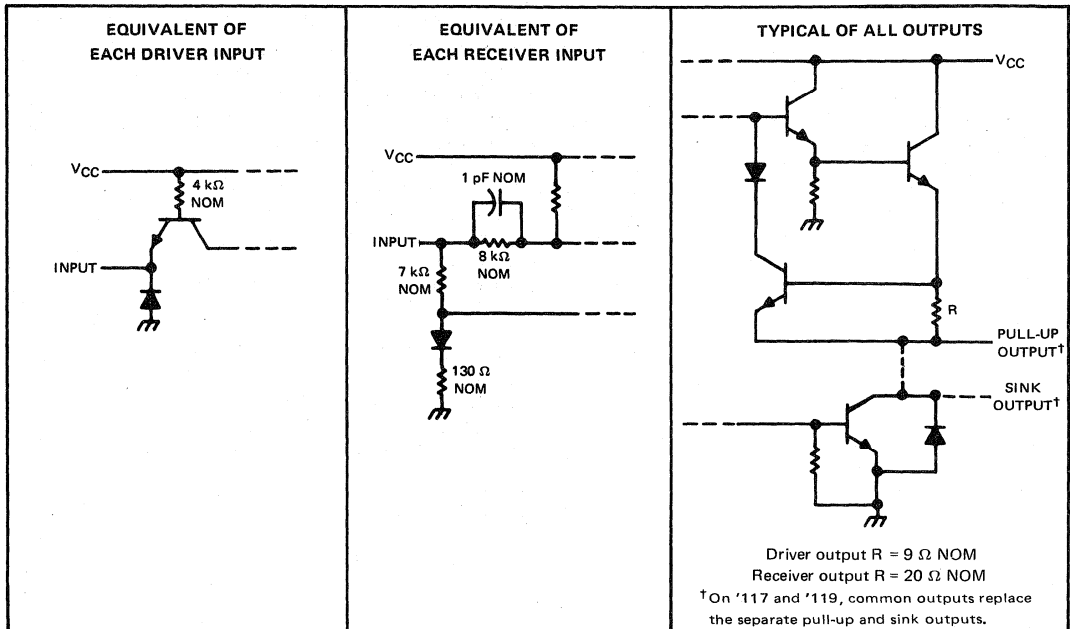 EQUIVALENT OF
EACH DRIVER INPUT
VCC
4 kΩ
NOM
INPUT
EQUIVALENT OF
EACH RECEIVER INPUT
VCC
1 pF NOM
INPUT
8 kΩ
NOM
7 kΩ
NOM
130 Ω
NOM
TYPICAL OF ALL OUTPUTS
VCC
R
PULL-UP
OUTPUT†
SINK
OUTPUT†
Driver output R = 9 Ω NOM
Receiver output R = 20 Ω NOM
†On '117 and '119, common outputs replace
the separate pull-up and sink outputs.